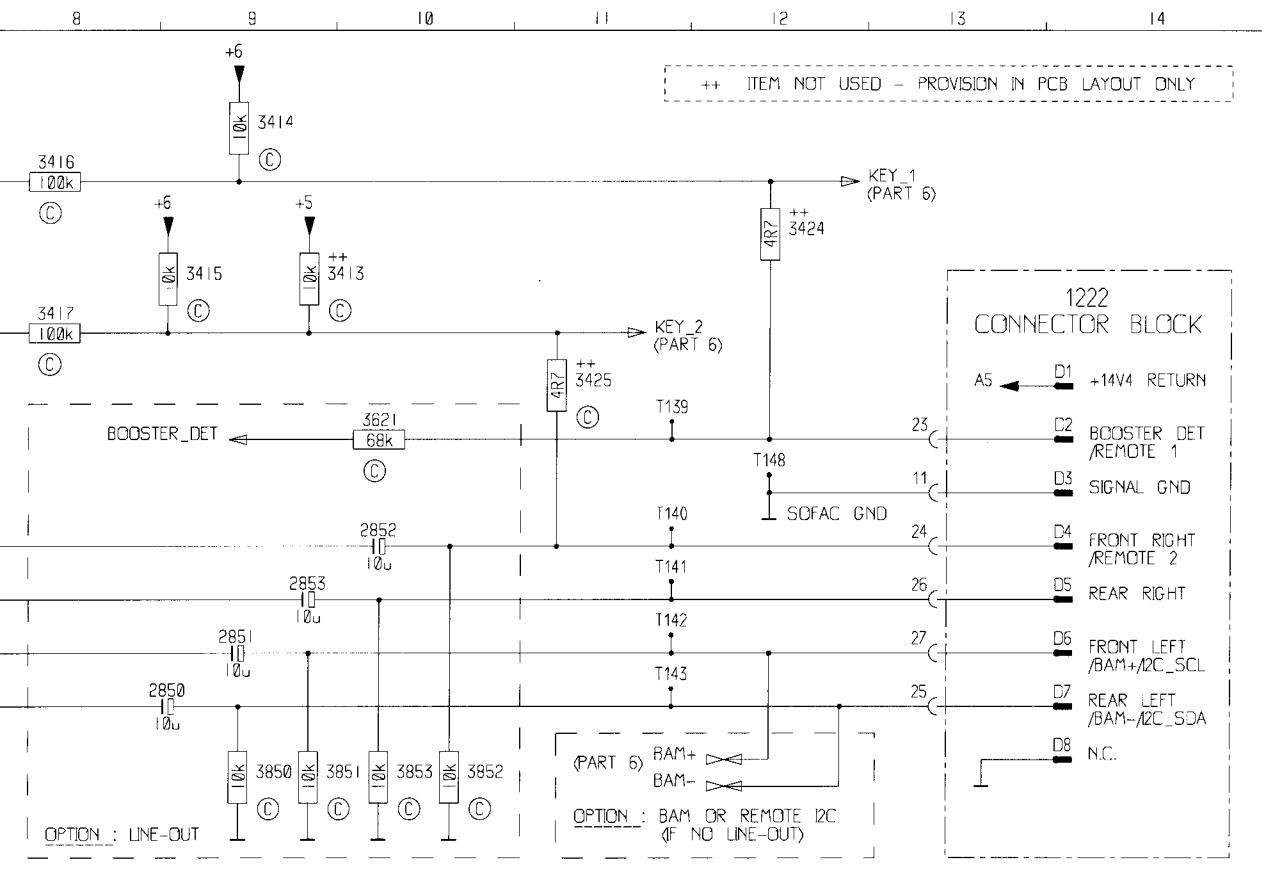 8 9 10 11 12 13 14
+6
++ ITEM NOT USED - PROVISION IN PCB LAYOUT ONLY
10k 3414
C
3416
100k
C
KEY_1
(PART 6)
+6 +5
++
3424
4R7
10k 3415
C
++
10k 3413
C
3417
100k
C
KEY_2
(PART 6)
++
4R7 3425
C
1222
CONNECTOR BLOCK
A5 D1 +14V4 RETURN
BOOSTER_DET
3621
68k
C
T139
23 D2 BOOSTER DET
/REMOTE 1
T148
11 D3 SIGNAL GND
SOFAC GND
2852
10u
T140
24 D4 FRONT RIGHT
/REMOTE 2
2853
10u
T141
26 D5 REAR RIGHT
2851
10u
T142
27 D6 FRONT LEFT
/BAM+/I2C_SCL
2850
10u
T143
25 D7 REAR LEFT
/BAM-/I2C_SDA
D8 N.C.
10k 3850 10k 3851 10k 3853 10k 3852
C C C C
(PART 6) BAM+
BAM-
OPTION : LINE-OUT
OPTION : BAM OR REMOTE I2C
(IF NO LINE-OUT)